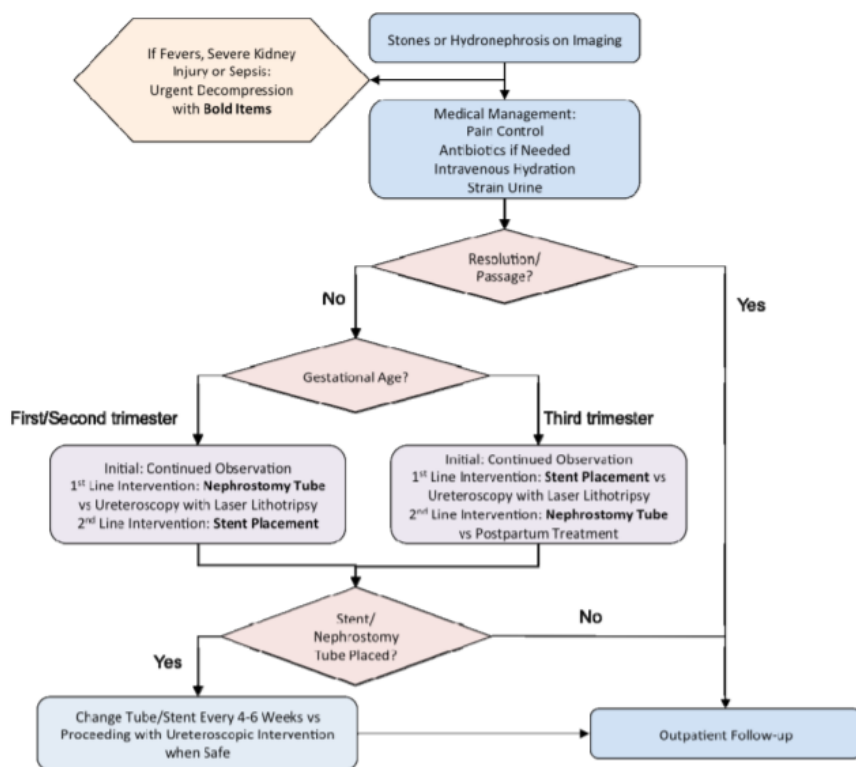 Stones or Hydronephrosis on Imaging
If Fevers, Severe Kidney
Injury or Sepsis:
Urgent Decompression
with Bold Items
Medical Management:
Pain Control
Antibiotics if Needed
Intravenous Hydration
Strain Urine
Resolution/
Passage?
No
Yes
Gestational Age?
First/Second trimester
Third trimester
Initial: Continued Observation
1st Line Intervention: Nephrostomy Tube
vs Ureteroscopy with Laser Lithotripsy
2nd Line Intervention: Stent Placement
Initial: Continued Observation
1st Line Intervention: Stent Placement vs
Ureteroscopy with Laser Lithotripsy
2nd Line Intervention: Nephrostomy Tube
vs Postpartum Treatment
Stent/
Nephrostomy
Tube Placed?
No
Yes
Change Tube/Stent Every 4-6 Weeks vs
Proceeding with Ureteroscopic Intervention
when Safe
Outpatient Follow-up